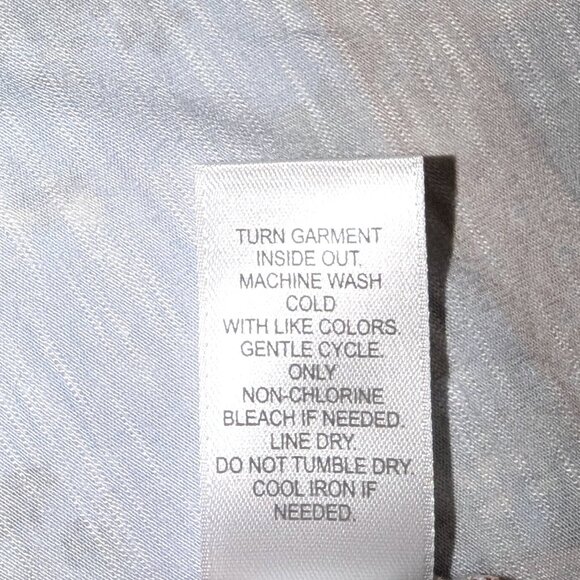 TURN GARMENT
INSIDE OUT.
MACHINE WASH
COLD
WITH LIKE COLORS.
GENTLE CYCLE.
ONLY
NON-CHLORINE
BLEACH IF NEEDED.
LINE DRY.
DO NOT TUMBLE DRY.
COOL IRON IF
NEEDED.